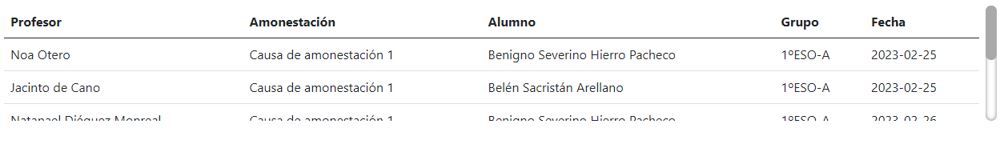 Profesor Amonestación Alumno Grupo Fecha
Noa Otero Causa de amonestación 1 Benigno Severino Hierro Pacheco 1ºESO-A 2023-02-25
Jacinto de Cano Causa de amonestación 1 Belén Sacristán Arellano 1ºESO-A 2023-02-25
Natanael Diéguez Monreal Causa de amonestación 1 Benigno Severino Hierro Pacheco 1ºESO-A 2023-02-26